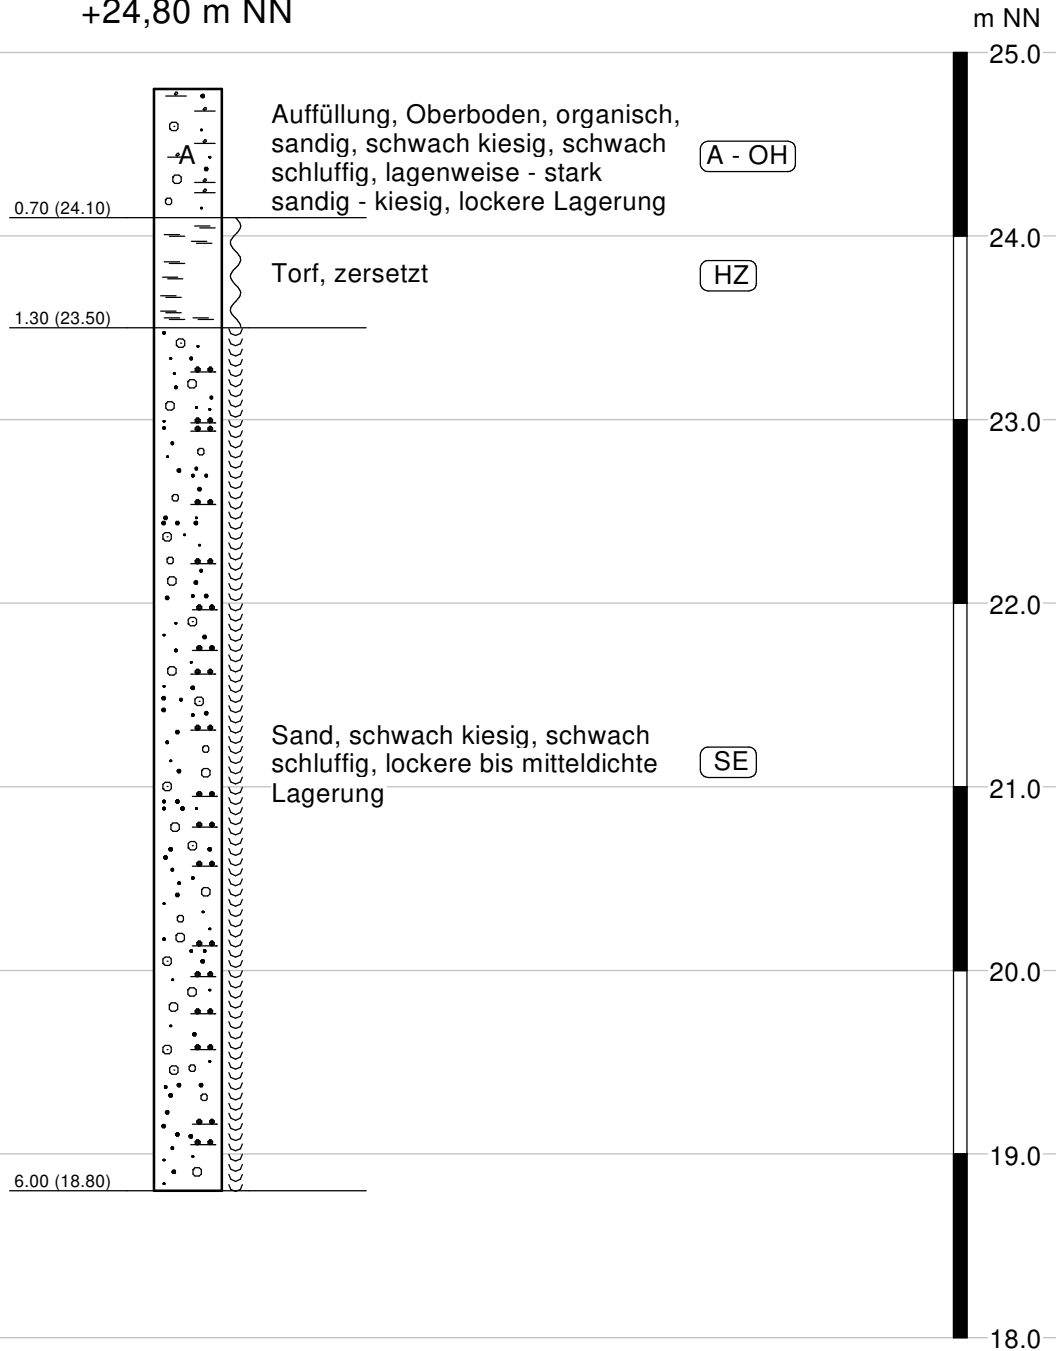 +24,80 m NN
m NN
25.0
Auffüllung, Oberboden, organisch,
sandig, schwach kiesig, schwach
schluffig, lagenweise - stark
sandig - kiesig, lockere Lagerung
A - OH
A
0.70 (24.10)
24.0
Torf, zersetzt
HZ
1.30 (23.50)
23.0
22.0
Sand, schwach kiesig, schwach
schluffig, lockere bis mitteldichte
Lagerung
SE
21.0
20.0
19.0
6.00 (18.80)
18.0